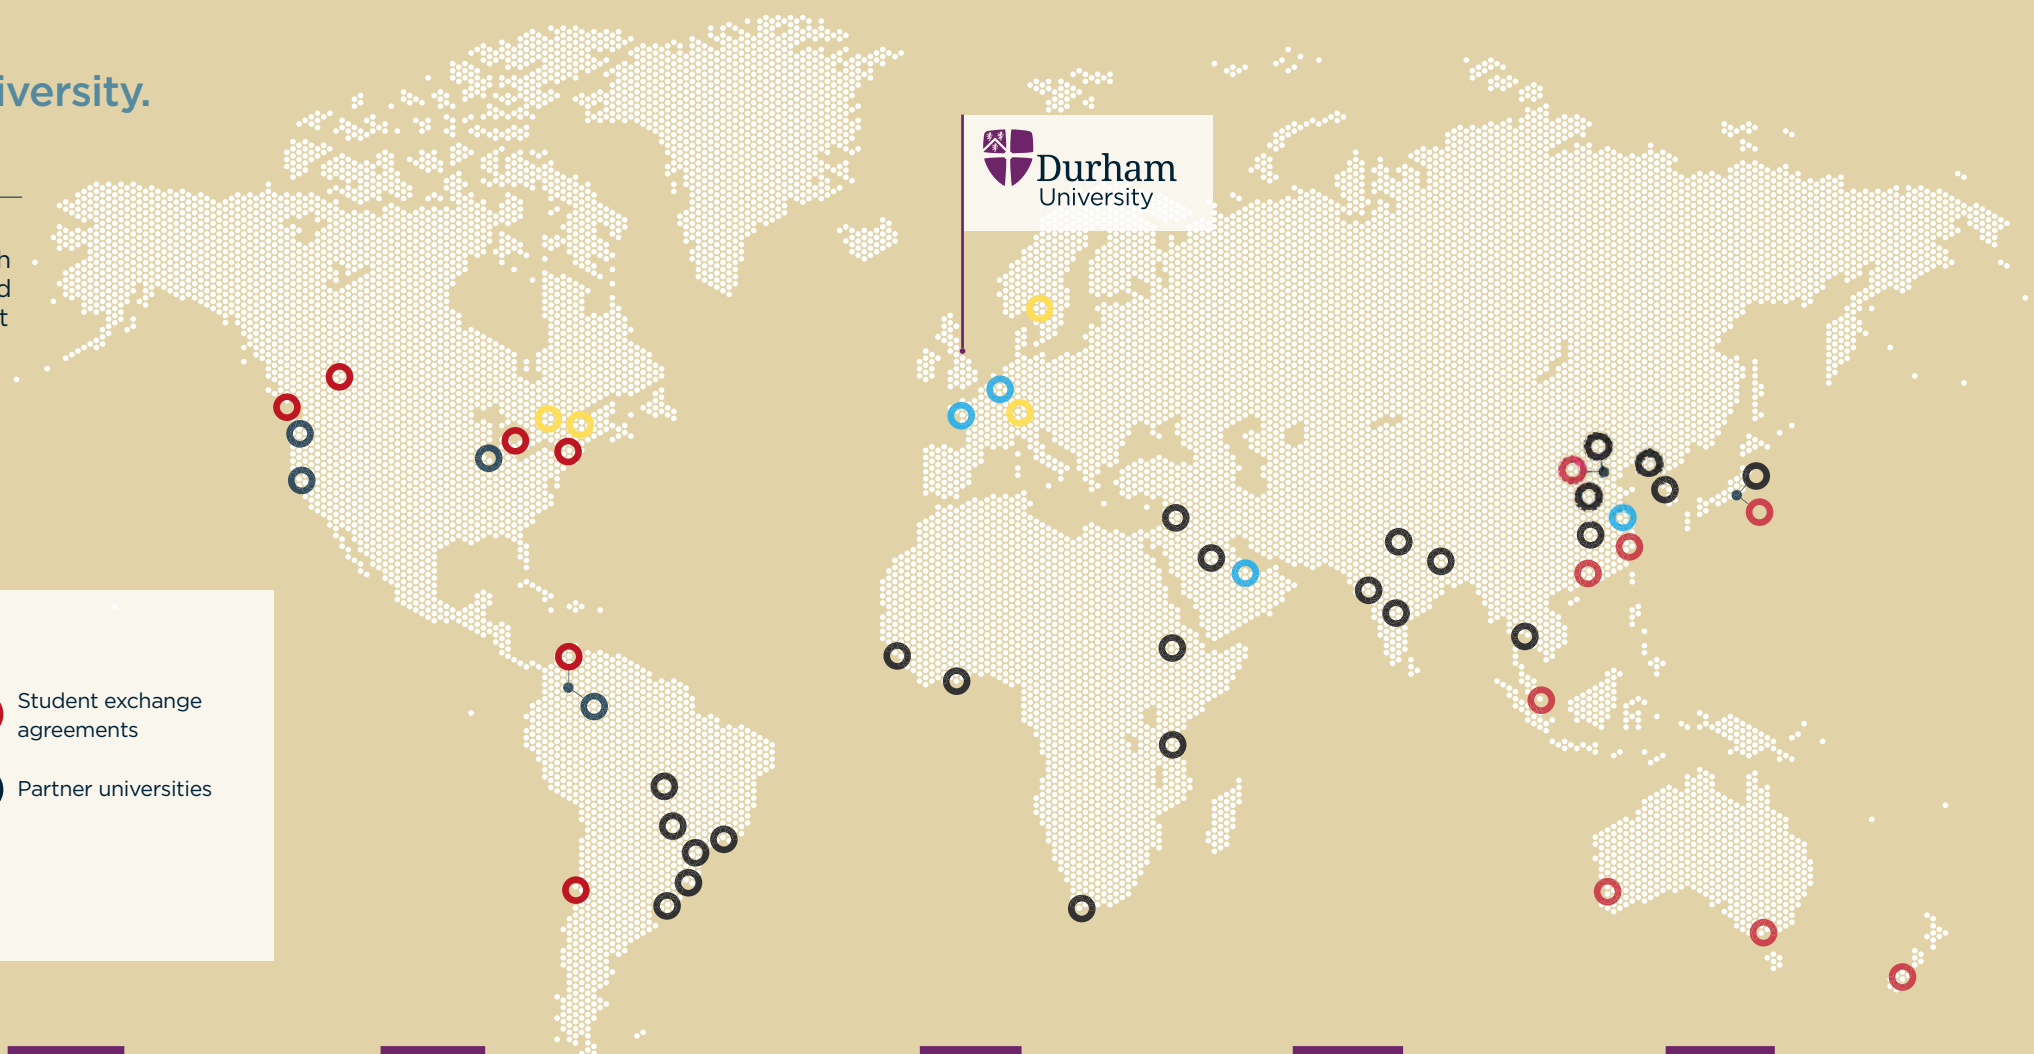 iversity.
h
d
t
Durham
University
Student exchange
agreements
Partner universities